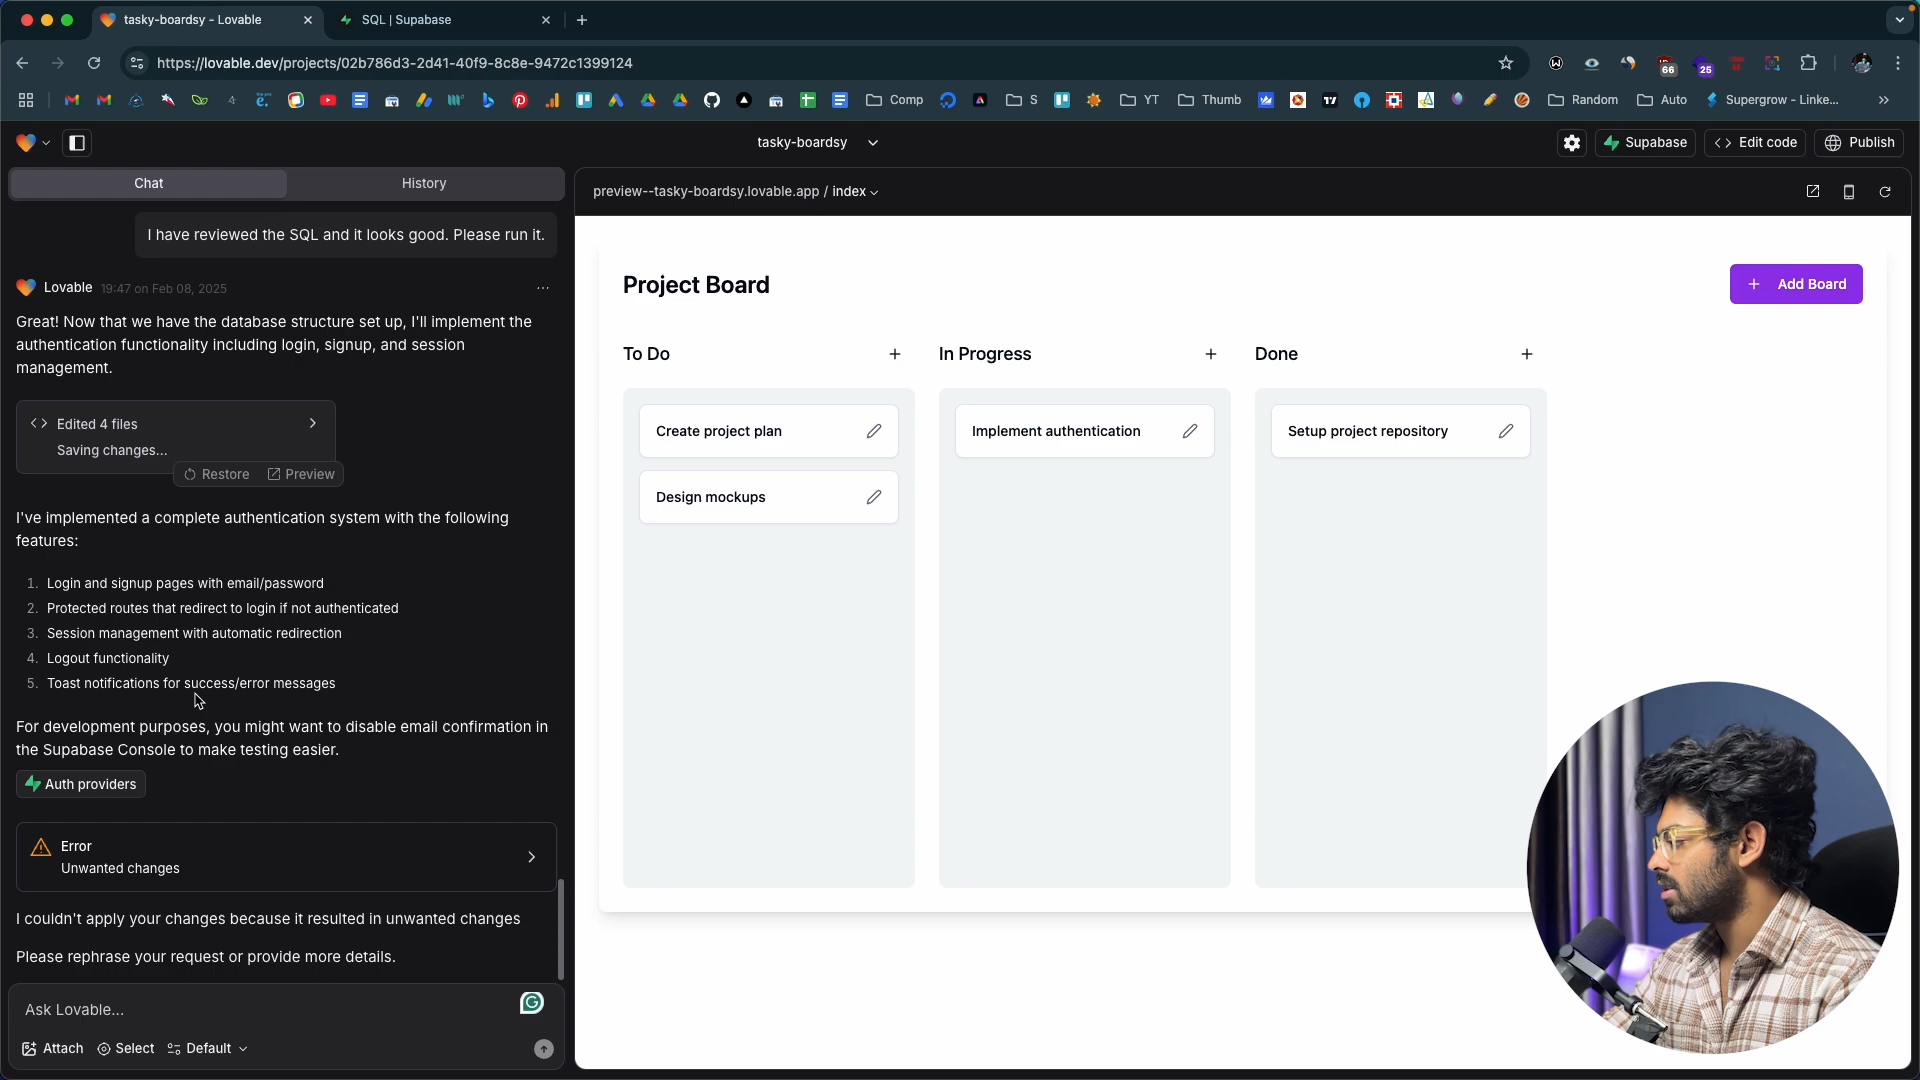 tasky-boardsy - Lovable
SQL | Supabase
https://lovable.dev/projects/02b786d3-2d41-40f9-8c8e-9472c1399124
66
25
Comp
S
YT
Thumb
Random
Auto
Supergrow - Linke...
tasky-boardsy
Supabase
Edit code
Publish
Chat
History
preview--tasky-boardsy.lovable.app / index
I have reviewed the SQL and it looks good. Please run it.
Lovable 19:47 on Feb 08, 2025
Great! Now that we have the database structure set up, I'll implement the
authentication functionality including login, signup, and session
management.
Edited 4 files
Saving changes...
Restore
Preview
I've implemented a complete authentication system with the following
features:
1. Login and signup pages with email/password
2. Protected routes that redirect to login if not authenticated
3. Session management with automatic redirection
4. Logout functionality
5. Toast notifications for success/error messages
For development purposes, you might want to disable email confirmation in
the Supabase Console to make testing easier.
Auth providers
Error
Unwanted changes
I couldn't apply your changes because it resulted in unwanted changes
Please rephrase your request or provide more details.
Ask Lovable...
Attach
Select
Default
Project Board
+ Add Board
To Do
+
In Progress
+
Done
+
Create project plan
Implement authentication
Setup project repository
Design mockups